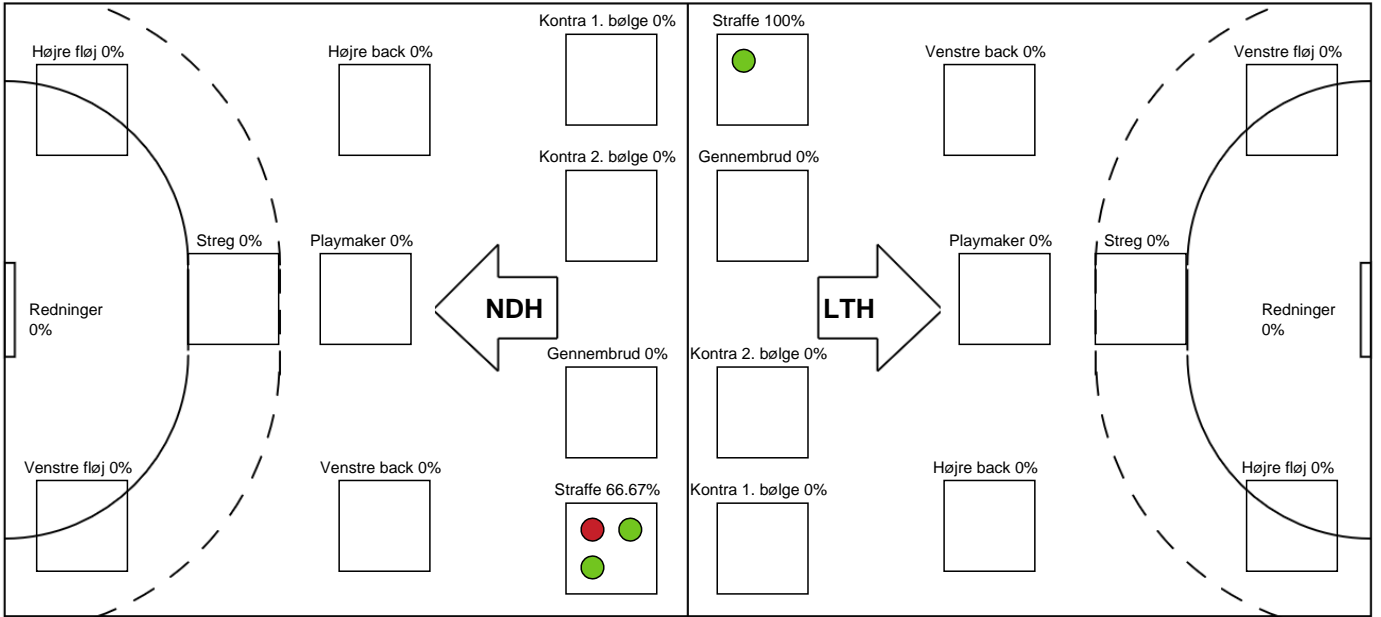 Kontra 1. bølge 0%
Straffe 100%
Højre fløj 0%
Højre back 0%
Venstre back 0%
Venstre fløj 0%
Kontra 2. bølge 0%
Gennembrud 0%
Streg 0%
Playmaker 0%
Playmaker 0%
Streg 0%
Redninger
0%
NDH
LTH
Redninger
0%
Gennembrud 0%
Kontra 2. bølge 0%
Venstre fløj 0%
Venstre back 0%
Højre back 0%
Højre fløj 0%
Straffe 66.67%
Kontra 1. bølge 0%